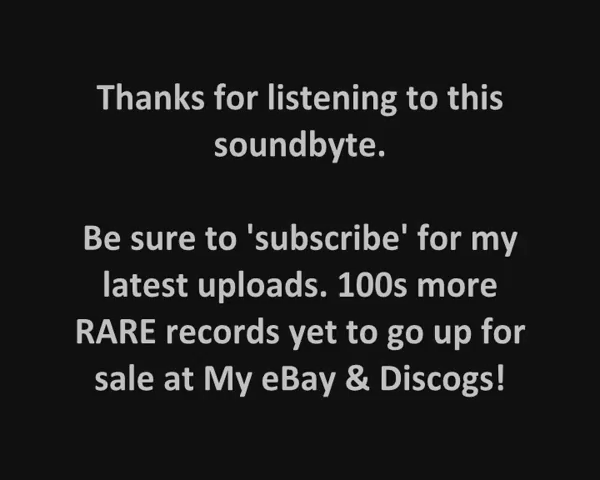 Thanks for listening to this
soundbyte.
Be sure to 'subscribe' for my
latest uploads. 100s more
RARE records yet to go up for
sale at My eBay & Discogs!